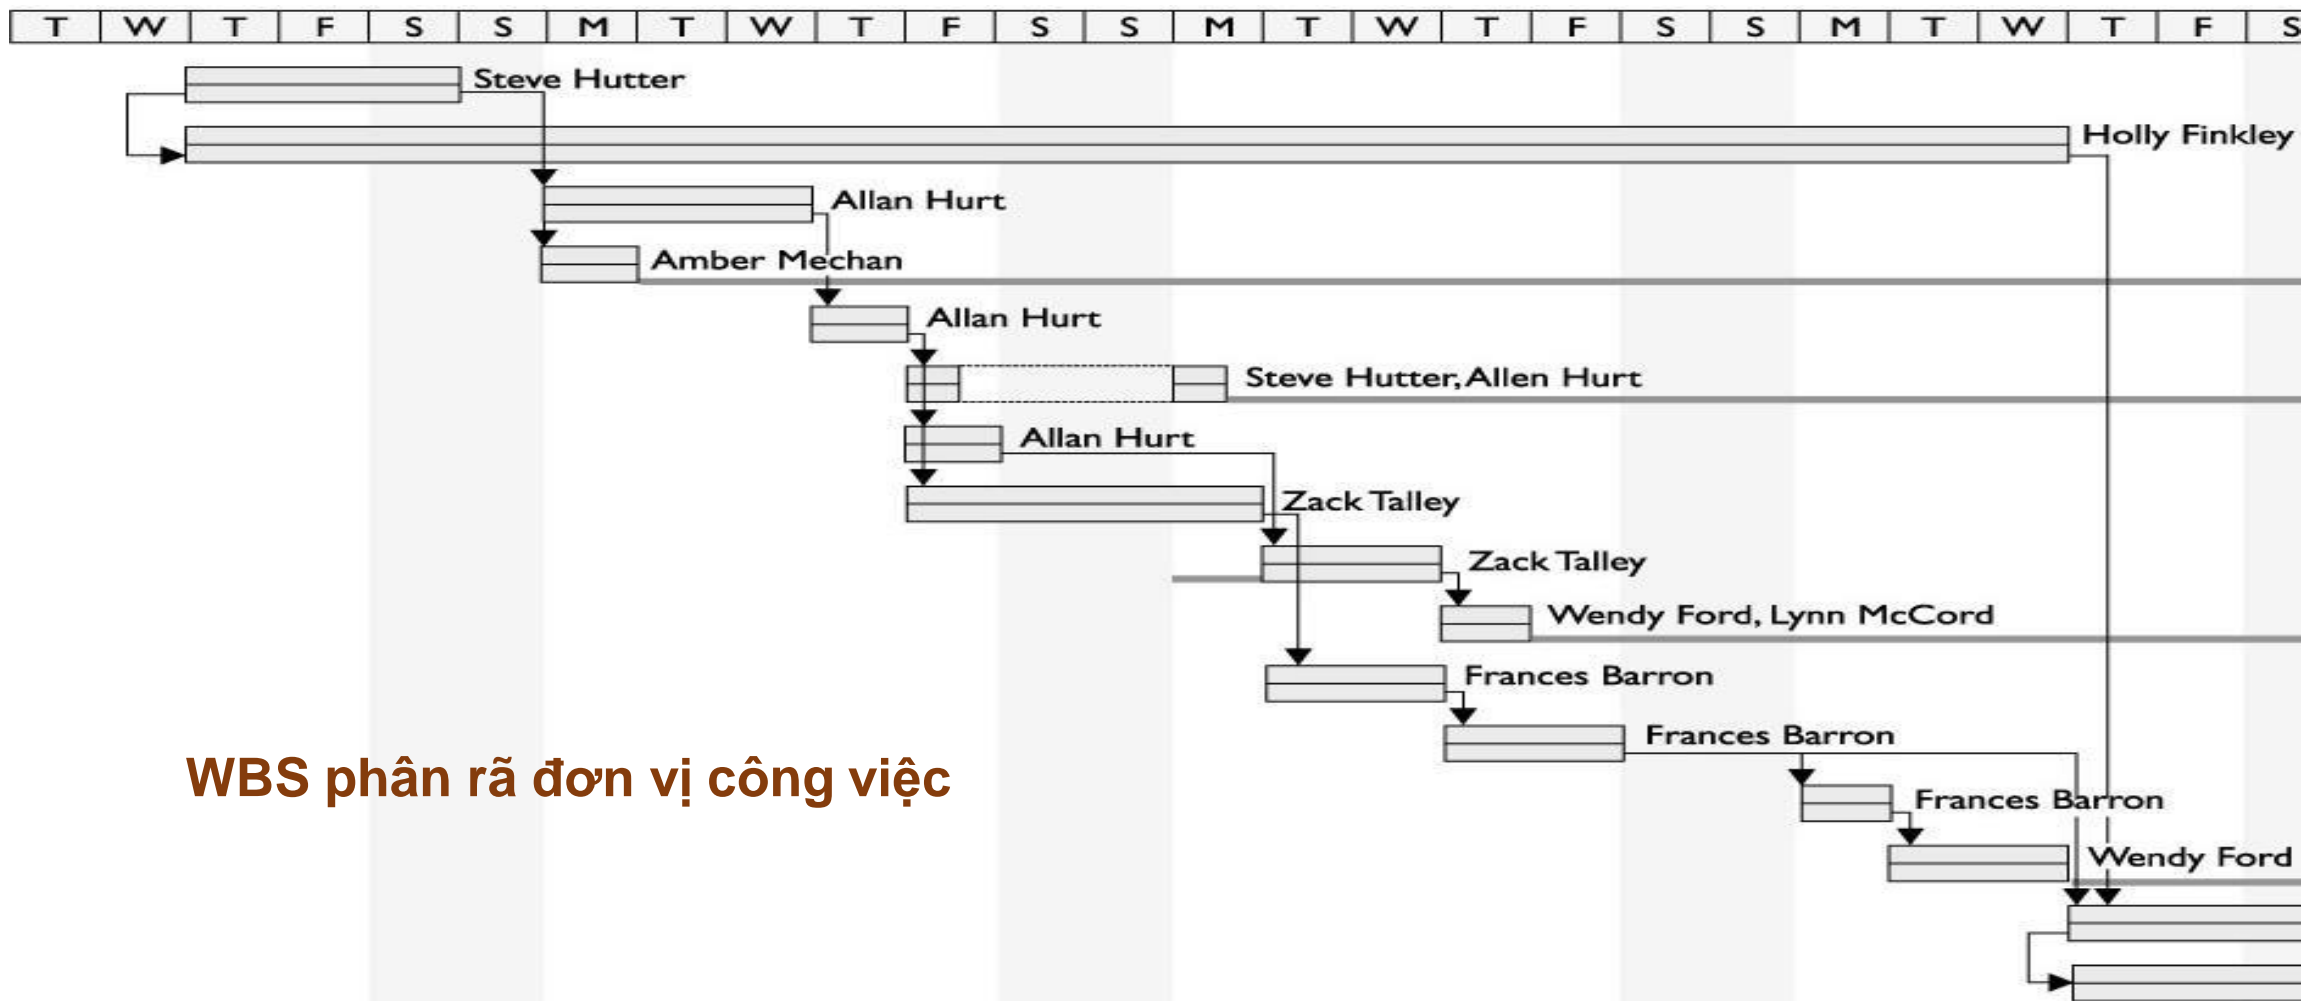 T W T F S S M T W T F S S M T W T F S S M T W T F S
Steve Hutter
Holly Finkley
Allan Hurt
Amber Mechan
Allan Hurt
Steve Hutter, Allen Hurt
Allan Hurt
Zack Talley
Zack Talley
Wendy Ford, Lynn McCord
Frances Barron
Frances Barron
WBS phân rã đơn vị công việc
Frances Barron
Wendy Ford